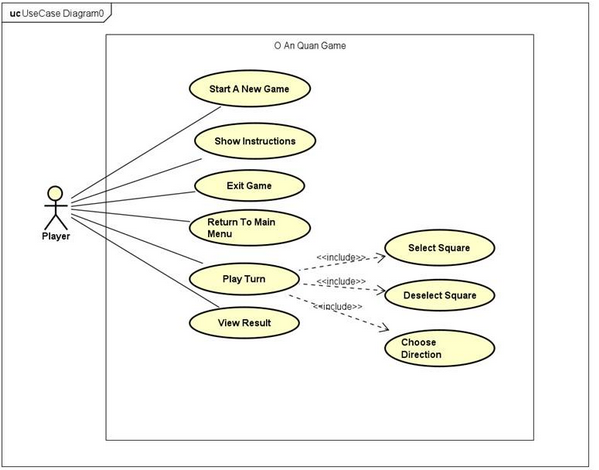 uc UseCase Diagram0
O An Quan Game
Start A New Game
Show Instructions
Exit Game
Return To Main
Menu
Player
Select Square
<<include>>
Play Turn
<<include>>
Deselect Square
<<include>>
View Result
Choose
Direction